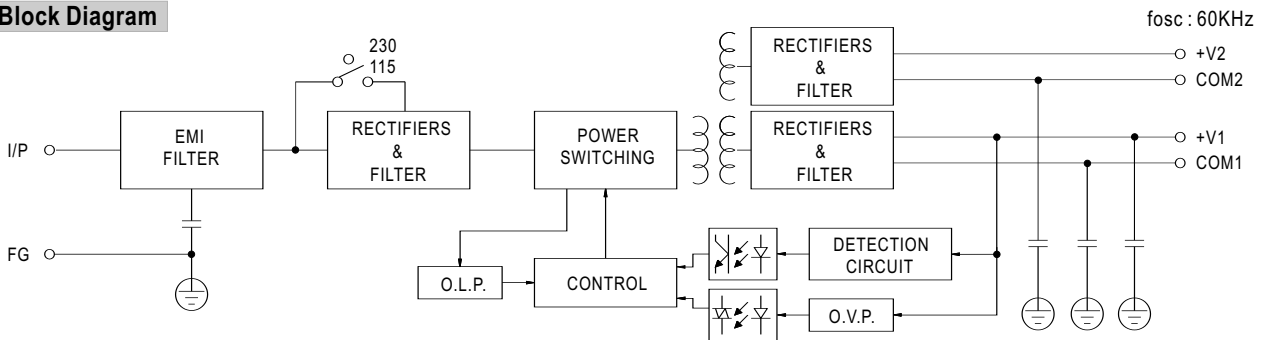 Block Diagram
fosc : 60KHz
230
115
I/P
EMI
FILTER
RECTIFIERS
&
FILTER
POWER
SWITCHING
RECTIFIERS
&
FILTER
+V2
COM2
RECTIFIERS
&
FILTER
+V1
COM1
FG
O.L.P.
CONTROL
DETECTION
CIRCUIT
O.V.P.